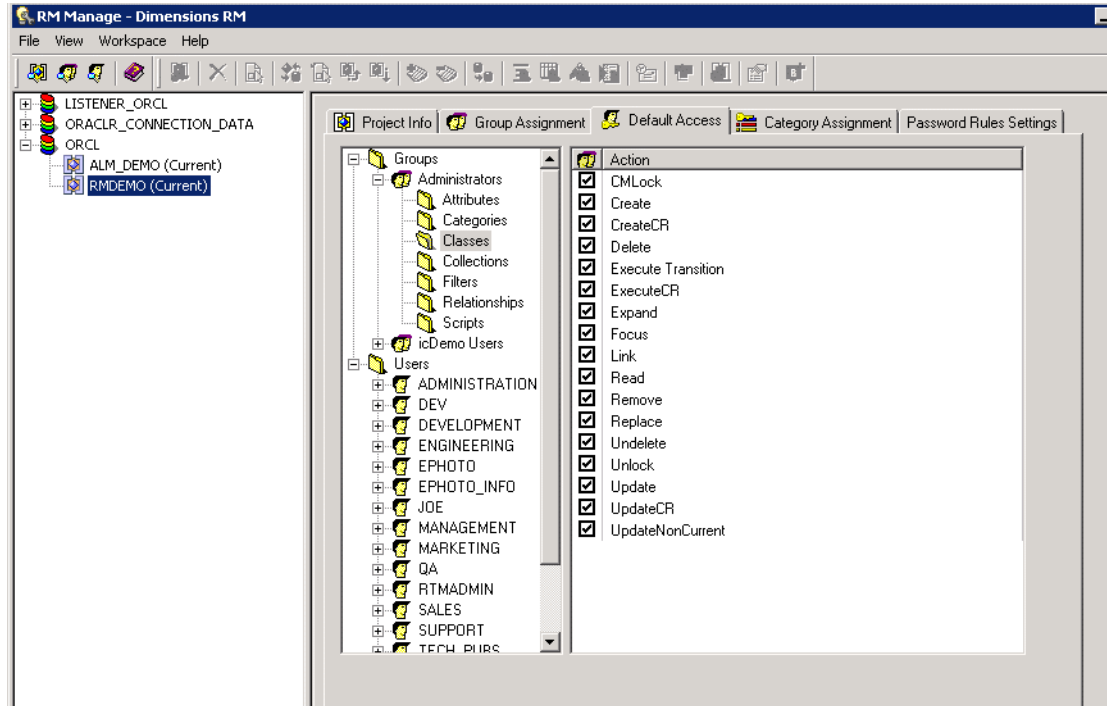 RM Manage - Dimensions RM
File View Workspace Help
LISTENER_ORCL
ORACLR_CONNECTION_DATA
ORCL
ALM_DEMO (Current)
RMDEMO (Current)
Project Info Group Assignment Default Access Category Assignment Password Rules Settings
Groups
Administrators
Attributes
Categories
Classes
Collections
Filters
Relationships
Scripts
icDemo Users
Users
ADMINISTRATION
DEV
DEVELOPMENT
ENGINEERING
EPHOTO
EPHOTO_INFO
JOE
MANAGEMENT
MARKETING
QA
RTMADMIN
SALES
SUPPORT
TECH_PUBS
Action
CMLock
Create
CreateCR
Delete
Execute Transition
ExecuteCR
Expand
Focus
Link
Read
Remove
Replace
Undelete
Unlock
Update
UpdateCR
UpdateNonCurrent